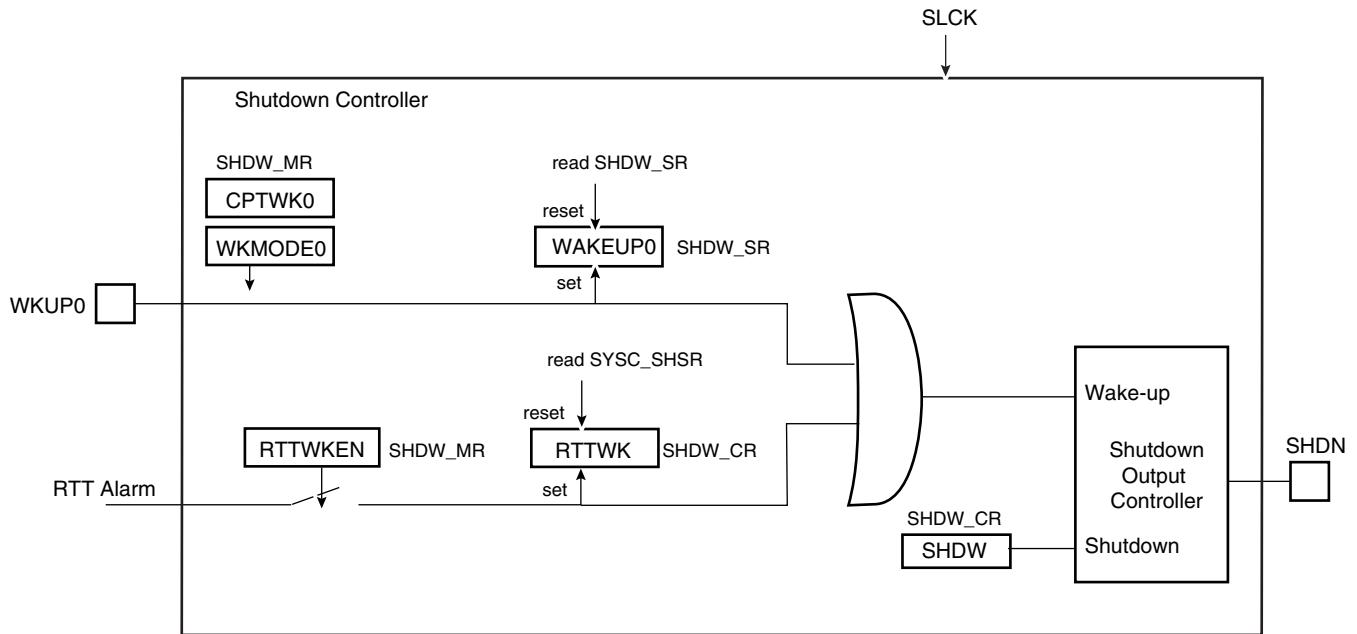 SLCK
Shutdown Controller
SHDW_MR
CPTWK0
WKMODE0
read SHDW_SR
reset
WAKEUP0
SHDW_SR
set
WKUP0
read SYSC_SHSR
reset
RTTWKEN
SHDW_MR
RTTWK
SHDW_CR
set
RTT Alarm
Wake-up
Shutdown
Output
Controller
SHDN
SHDW_CR
SHDW
Shutdown